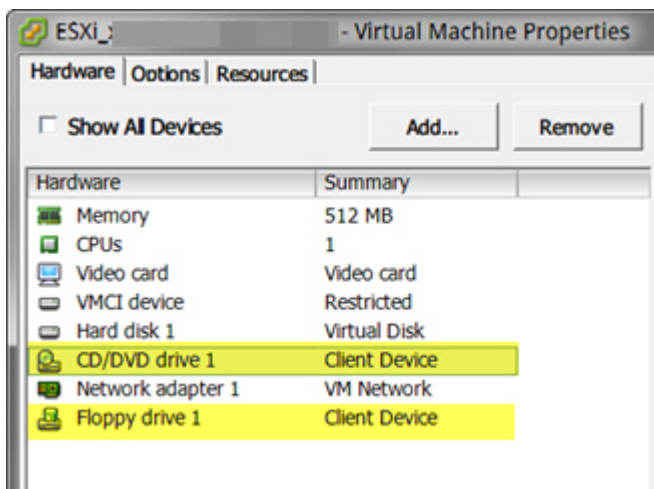 ESXi_ - Virtual Machine Properties
Hardware Options Resources
Show All Devices Add... Remove
Hardware Summary
Memory 512 MB
CPUs 1
Video card Video card
VMCI device Restricted
Hard disk 1 Virtual Disk
CD/DVD drive 1 Client Device
Network adapter 1 VM Network
Floppy drive 1 Client Device